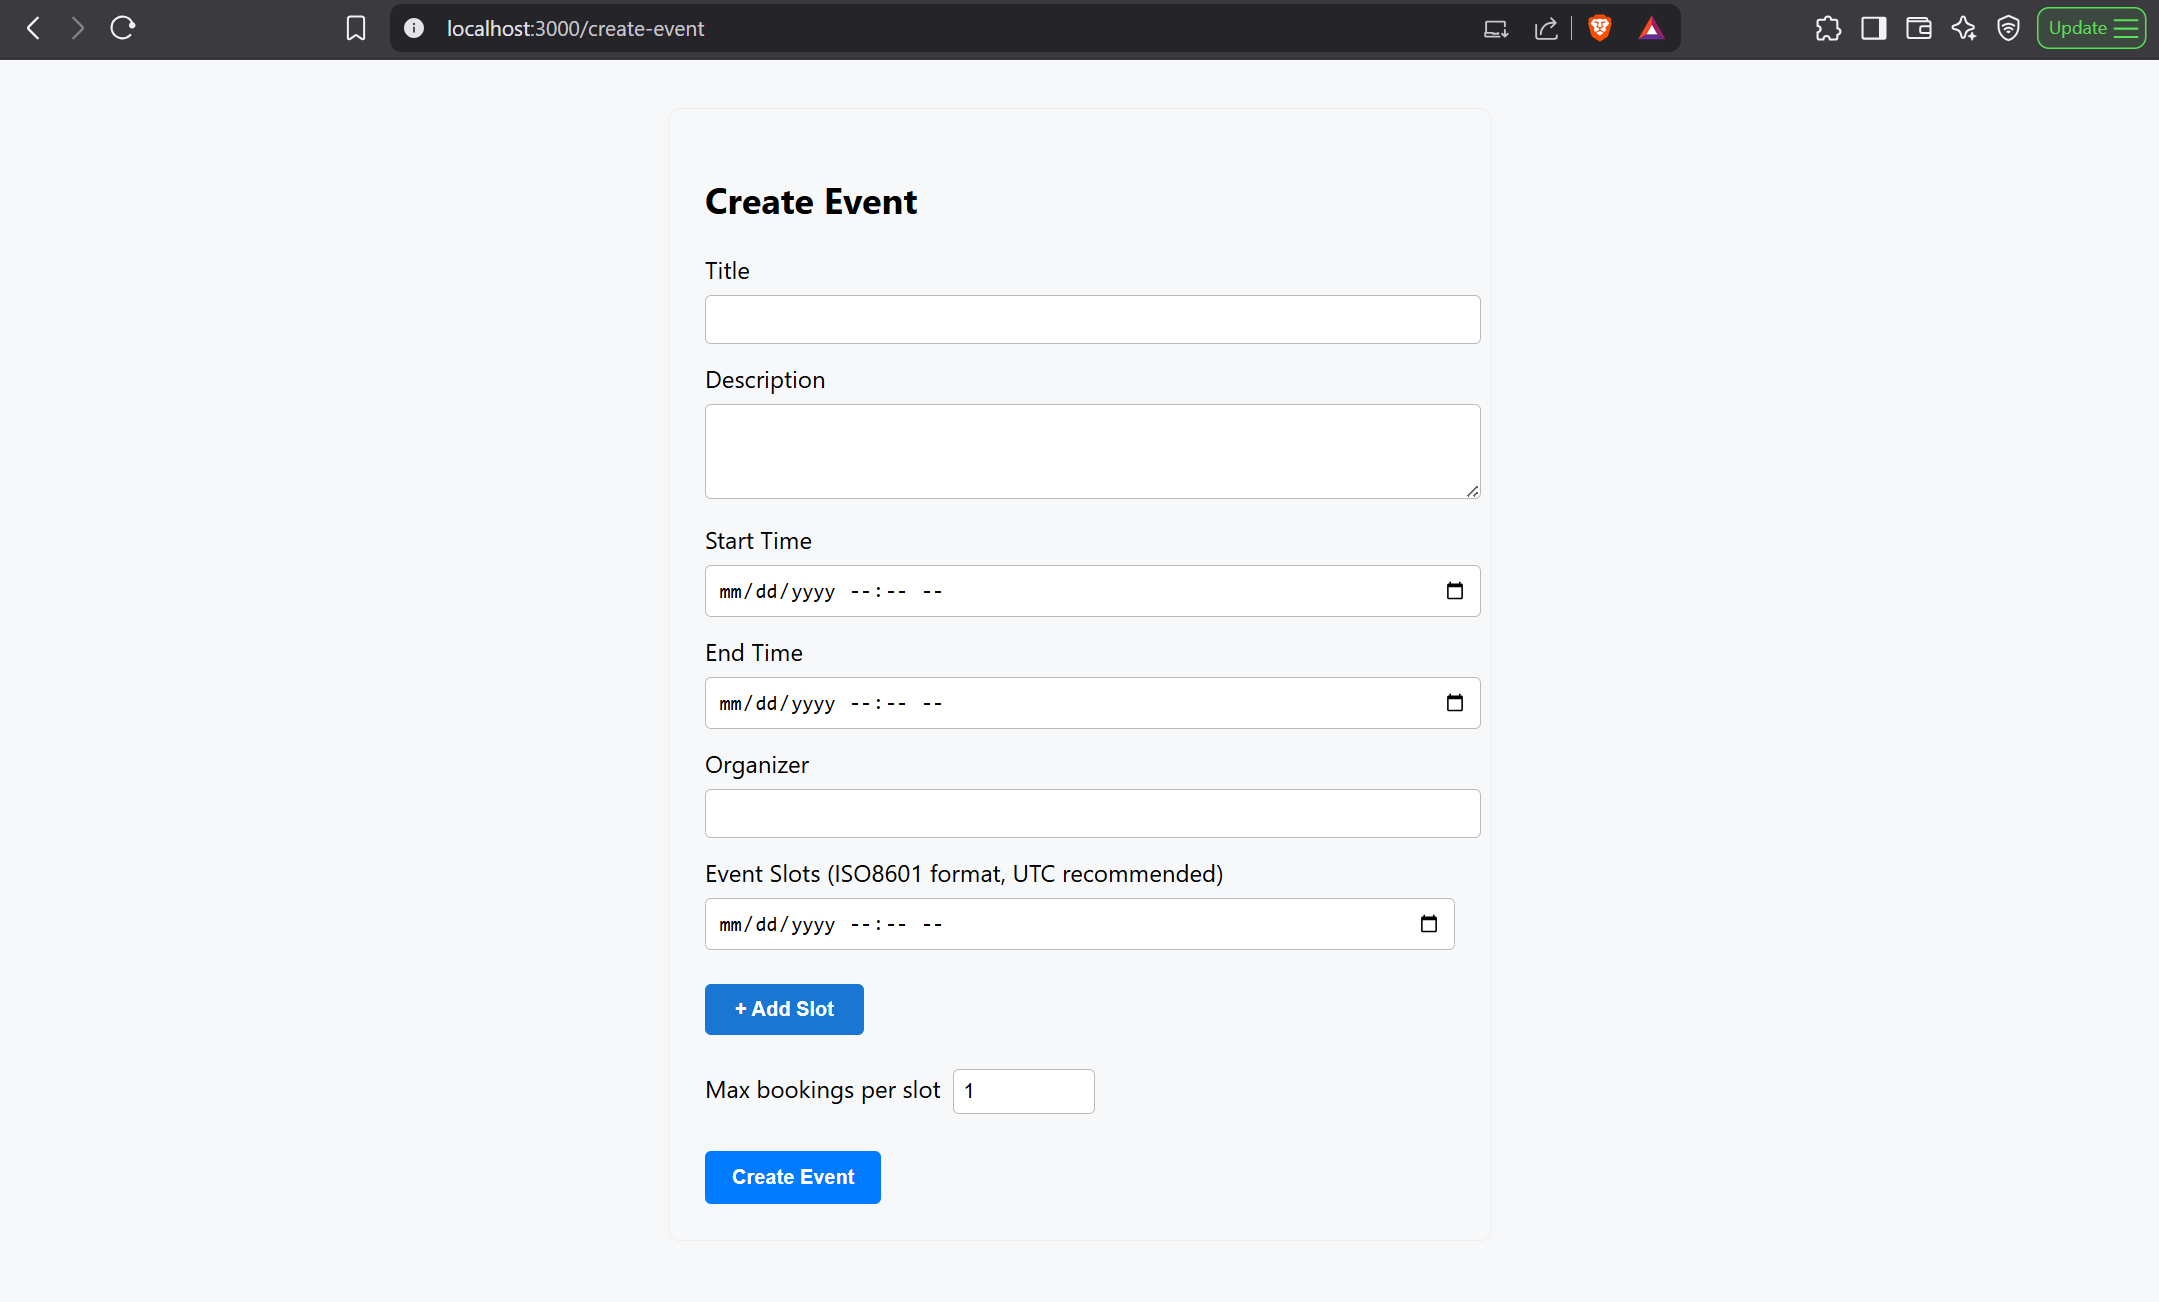 localhost:3000/create-event
Update
Create Event
Title
Description
Start Time
mm/dd/yyyy --:-- --
End Time
mm/dd/yyyy --:-- --
Organizer
Event Slots (ISO8601 format, UTC recommended)
mm/dd/yyyy --:-- --
+ Add Slot
Max bookings per slot 1
Create Event